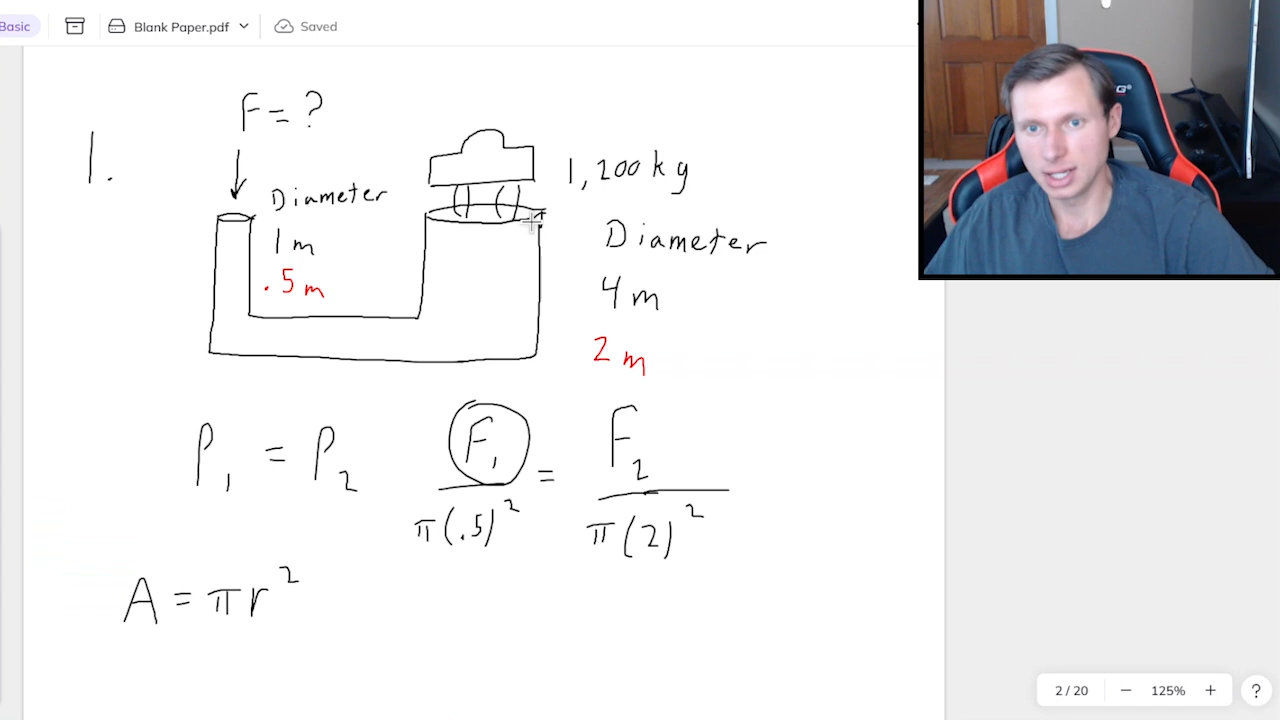 Basic
Blank Paper.pdf
Saved
1.
F = ?
Diameter
1 m
.5 m
1,200 kg
Diameter
4 m
2 m
P₁ = P₂
F₁ / π(.5)² = F₂ / π(2)²
A = πr²
2 / 20
125%
?